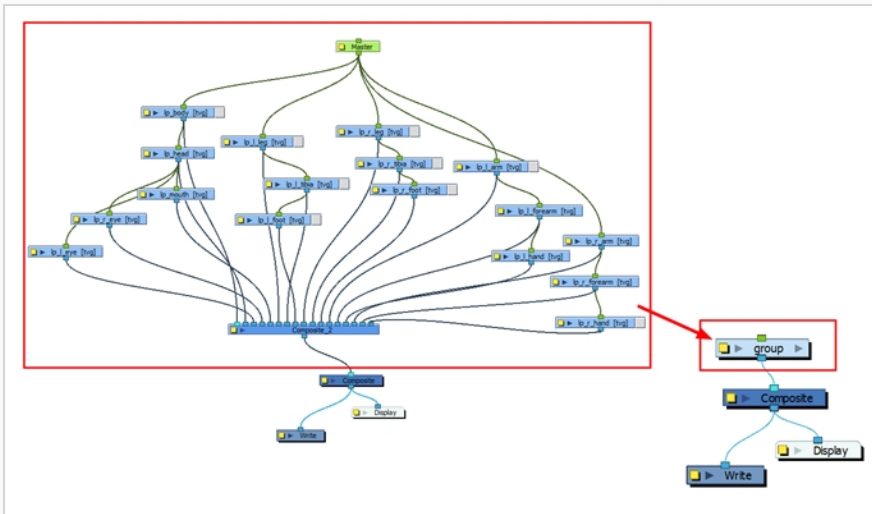 Master
lp_body [tvg]
lp_r_leg [tvg]
lp_l_leg [tvg]
lp_head [tvg]
lp_r_tibia [tvg]
lp_l_arm [tvg]
lp_l_tibia [tvg]
lp_r_foot [tvg]
lp_mouth [tvg]
lp_l_forearm [tvg]
lp_r_eye [tvg]
lp_l_foot [tvg]
lp_r_arm [tvg]
lp_l_eye [tvg]
lp_l_hand [tvg]
lp_r_forearm [tvg]
lp_r_hand [tvg]
Composite_2
group
Composite
Display
Write
Composite
Display
Write